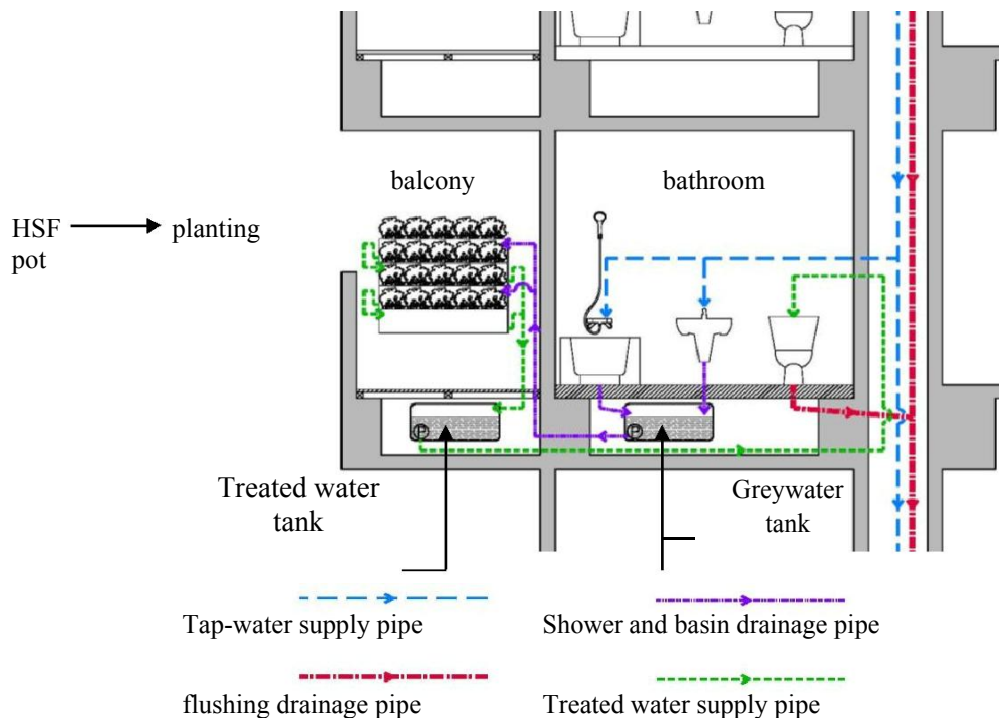 balcony
bathroom
HSF planting
pot
Treated water
tank
Greywater
tank
P
P
Tap-water supply pipe
Shower and basin drainage pipe
flushing drainage pipe
Treated water supply pipe